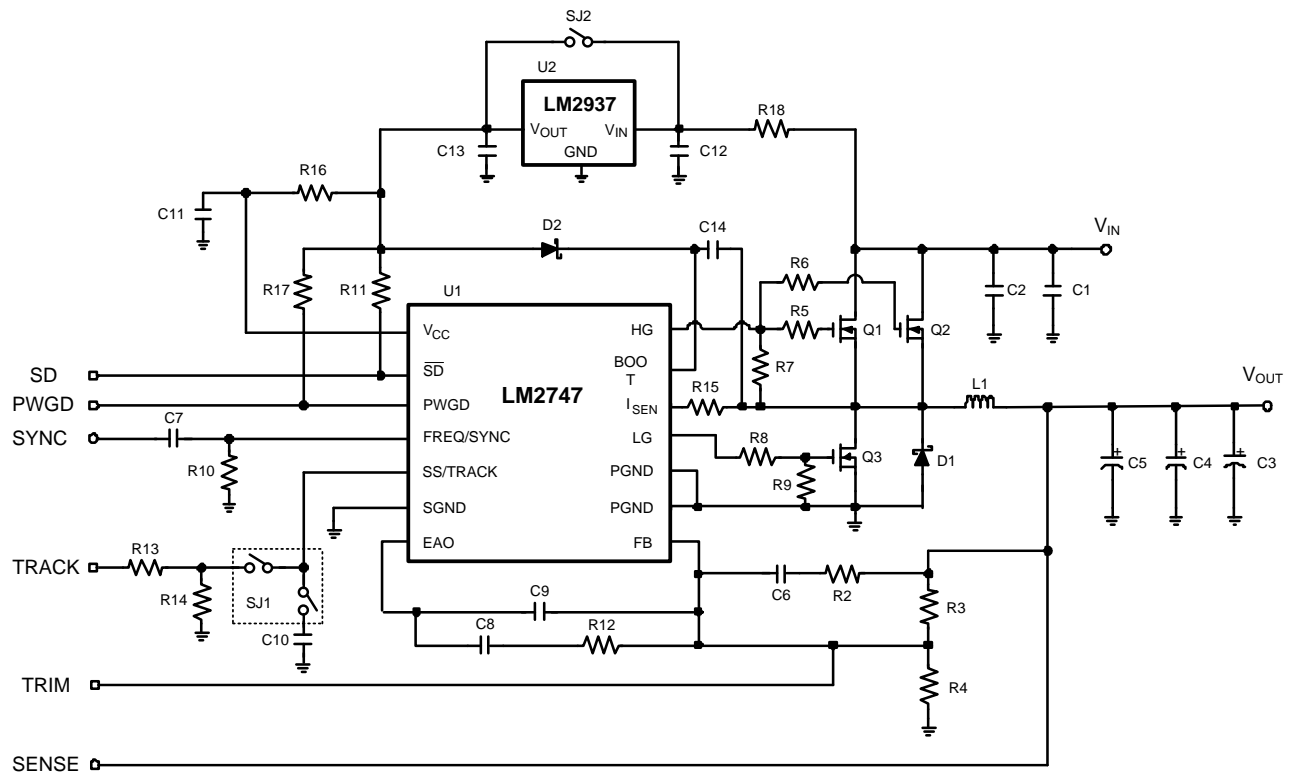 SJ2
U2
LM2937
R18
VOUT
VIN
GND
C13
C12
R16
C11
D2
C14
VIN
R6
R17
R11
U1
R5
C2
C1
VCC
HG
Q1
Q2
SD
SD
BOO
T
R7
L1
VOUT
PWGD
PWGD
LM2747
ISEN
R15
SYNC
C7
FREQ/SYNC
LG
R8
Q3
D1
C5
C4
C3
R10
SS/TRACK
PGND
R9
SGND
PGND
TRACK
R13
EAO
FB
R14
SJ1
C10
C9
C6
R2
R3
C8
R12
TRIM
R4
SENSE